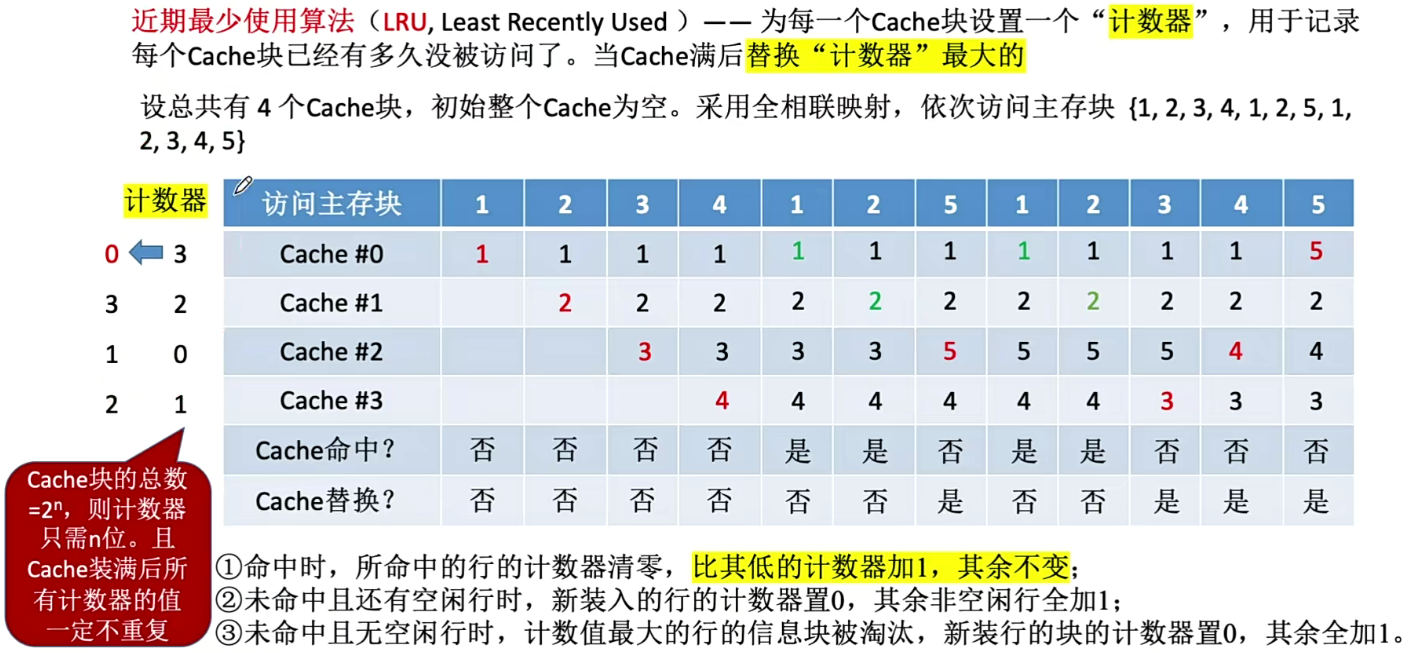 近期最少使用算法（LRU, Least Recently Used ）—— 为每一个Cache块设置一个“计数器”，用于记录
每个Cache块已经有多久没被访问了。当Cache满后替换“计数器”最大的
设总共有 4 个Cache块，初始整个Cache为空。采用全相联映射，依次访问主存块 {1, 2, 3, 4, 1, 2, 5, 1,
2, 3, 4, 5}
计数器 访问主存块 1 2 3 4 1 2 5 1 2 3 4 5
0 3 Cache #0 1 1 1 1 1 1 1 1 1 1 1 5
3 2 Cache #1 2 2 2 2 2 2 2 2 2 2 2
1 0 Cache #2 3 3 3 3 5 5 5 5 4 4
2 1 Cache #3 4 4 4 4 4 4 3 3 3
Cache命中？ 否 否 否 否 是 是 否 是 是 否 否 否
Cache替换？ 否 否 否 否 否 否 是 否 否 是 是 是
Cache块的总数
=2ⁿ，则计数器
只需n位。且
Cache装满后所
有计数器的值
一定不重复
①命中时，所命中的行的计数器清零，比其低的计数器加1，其余不变；
②未命中且还有空闲行时，新装入的行的计数器置0，其余非空闲行全加1；
③未命中且无空闲行时，计数值最大的行的信息块被淘汰，新装行的块的计数器置0，其余全加1。